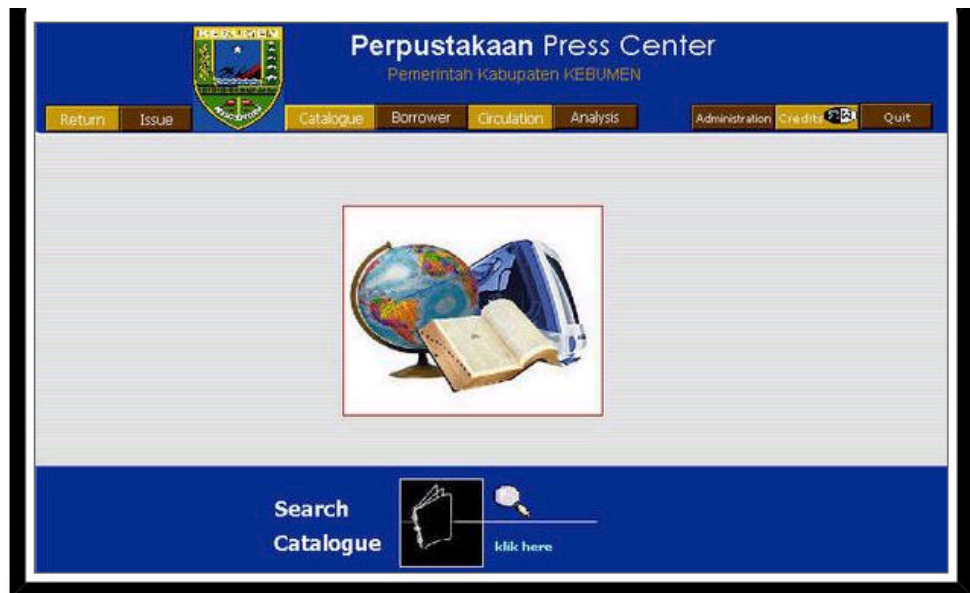 KEBUMEN
Perpustakaan Press Center
Pemerintah Kabupaten KEBUMEN
Return Issue Catalogue Borrower Circulation Analysis Administration Credits Quit
Search
Catalogue
klik here